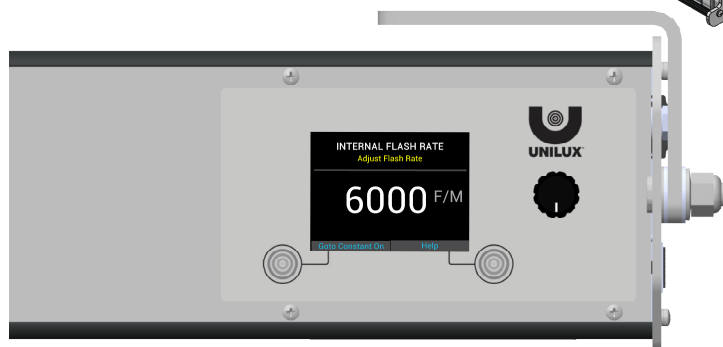 INTERNAL FLASH RATE
Adjust Flash Rate
6000 F/M
Goto Constant On Help
UNILUX